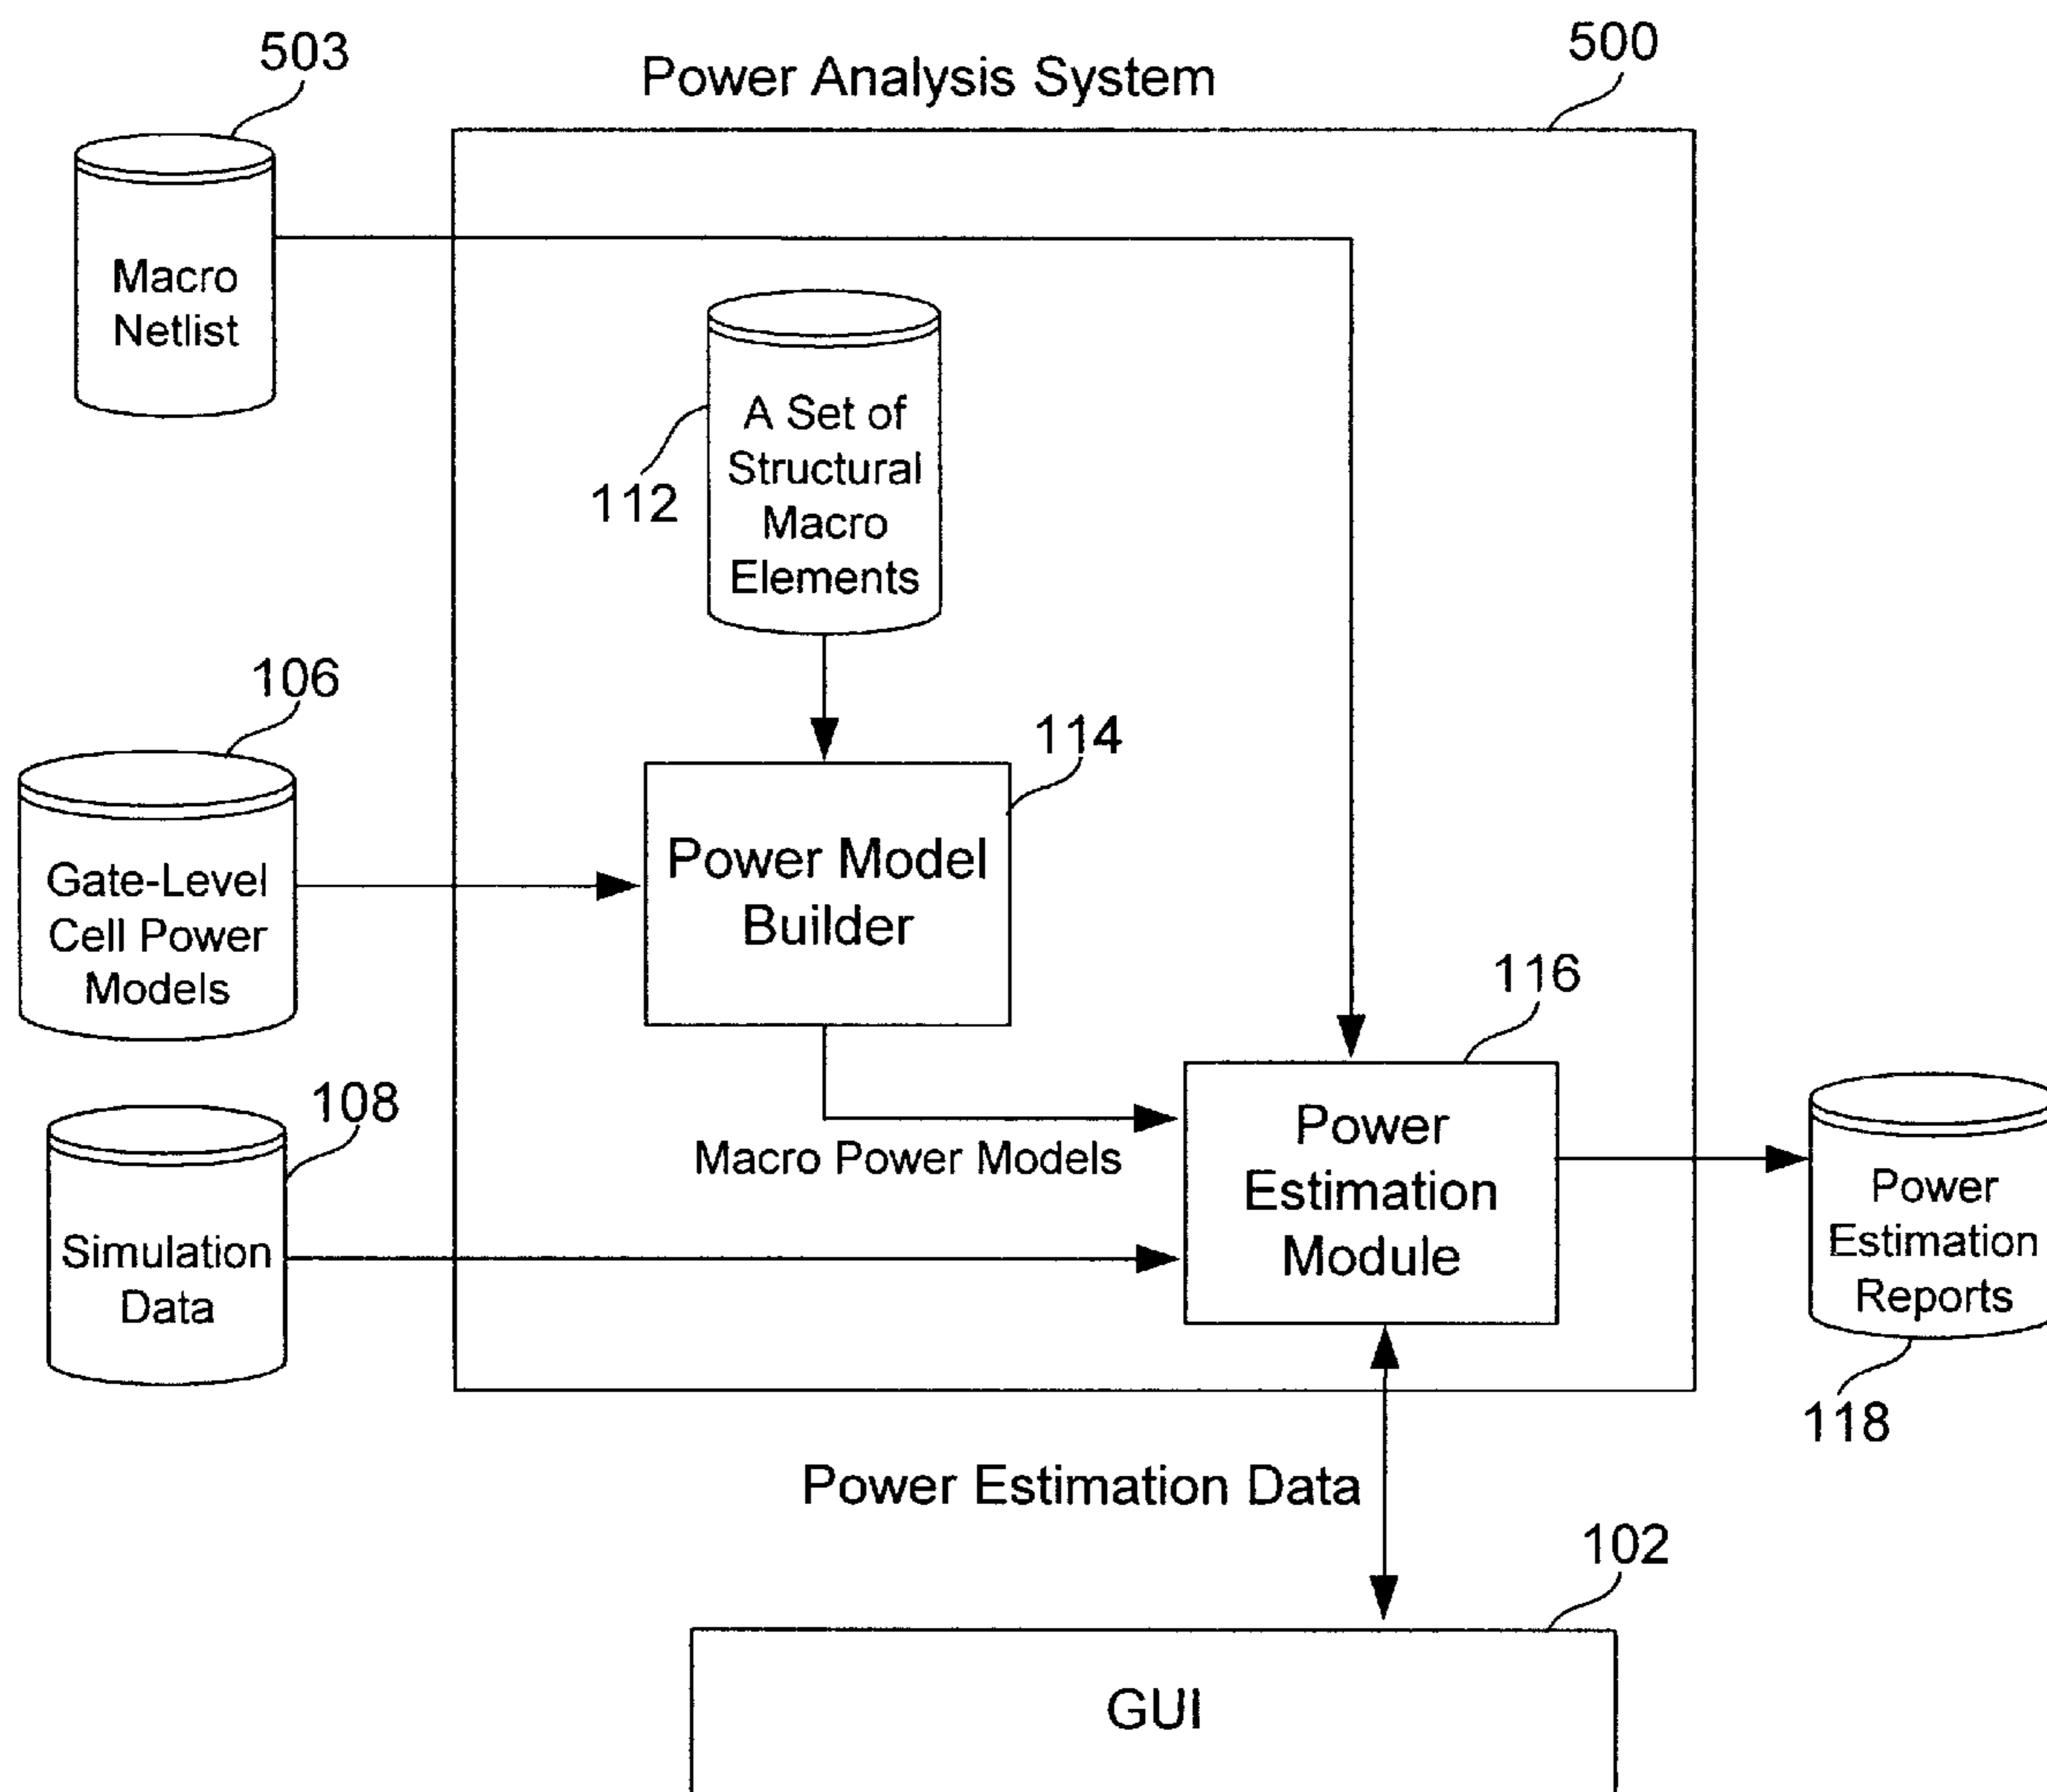 503
Power Analysis System
500
Macro
Netlist
A Set of
Structural
Macro
Elements
112
106
114
Gate-Level
Cell Power
Models
Power Model
Builder
116
108
Simulation
Data
Macro Power Models
Power
Estimation
Module
Power
Estimation
Reports
118
Power Estimation Data
102
GUI